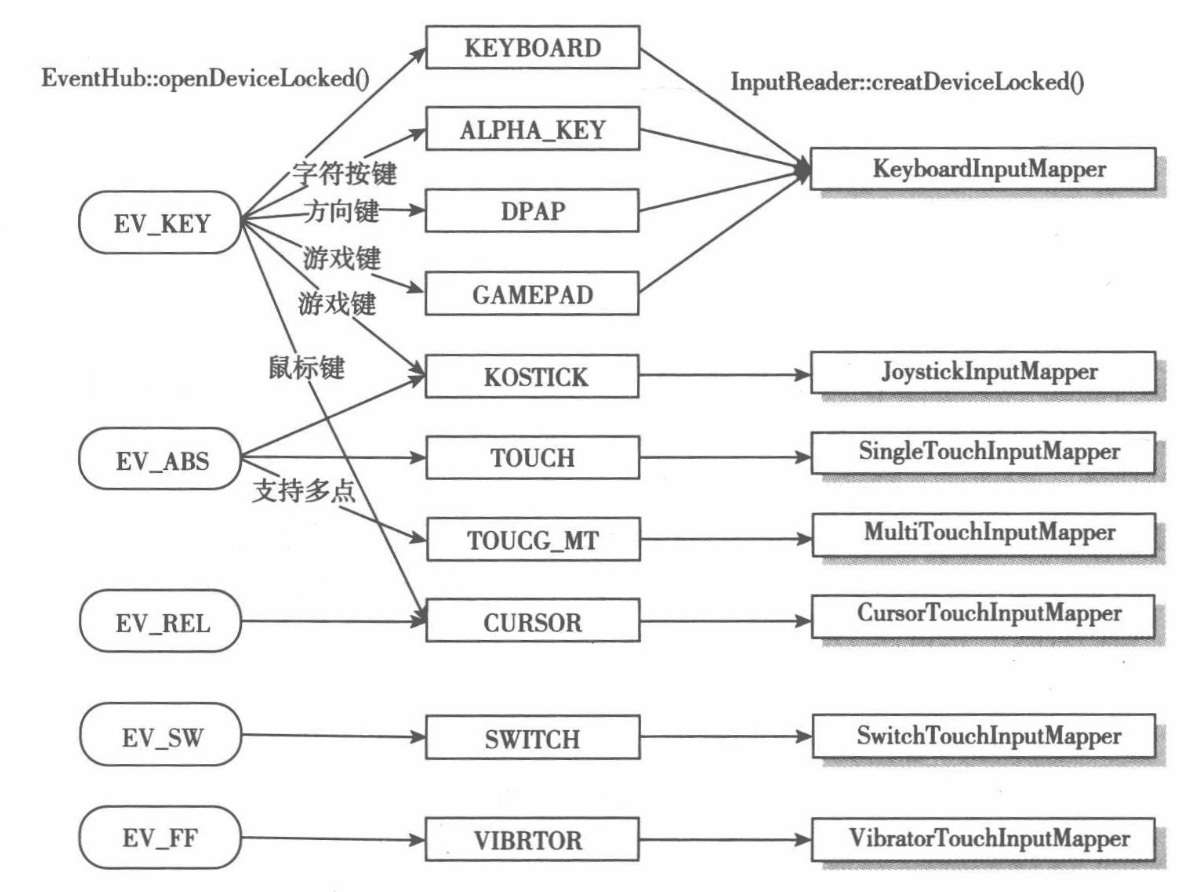 KEYBOARD
EventHub::openDeviceLocked()
InputReader::creatDeviceLocked()
ALPHA_KEY
字符按键
KeyboardInputMapper
EV_KEY
方向键
DPAP
游戏键
GAMEPAD
游戏键
鼠标键
KOSTICK
JoystickInputMapper
EV_ABS
TOUCH
SingleTouchInputMapper
支持多点
TOUCG_MT
MultiTouchInputMapper
EV_REL
CURSOR
CursorTouchInputMapper
EV_SW
SWITCH
SwitchTouchInputMapper
EV_FF
VIBRTOR
VibratorTouchInputMapper